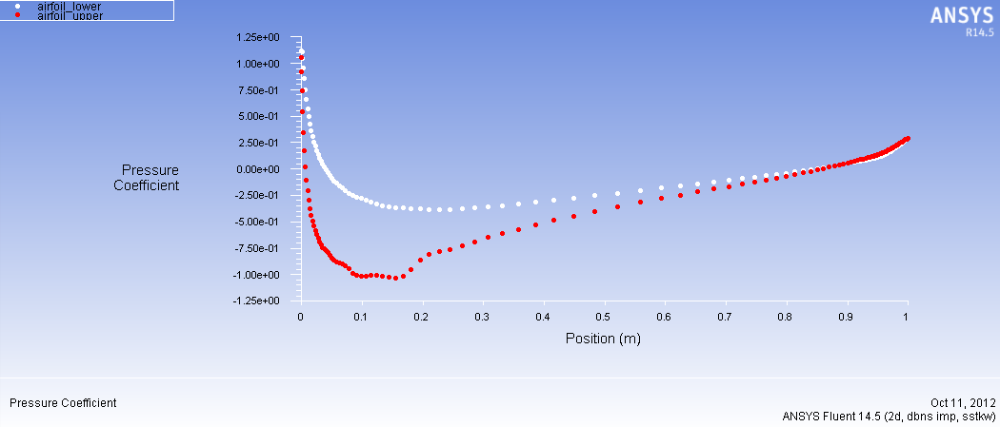 airfoil_lower
airfoil_upper
ANSYS
R14.5
1.25e+00
1.00e+00
7.50e-01
5.00e-01
2.50e-01
0.00e+00
-2.50e-01
-5.00e-01
-7.50e-01
-1.00e+00
-1.25e+00
Pressure
Coefficient
0 0.1 0.2 0.3 0.4 0.5 0.6 0.7 0.8 0.9 1
Position (m)
Pressure Coefficient
Oct 11, 2012
ANSYS Fluent 14.5 (2d, dbns imp, sstkw)